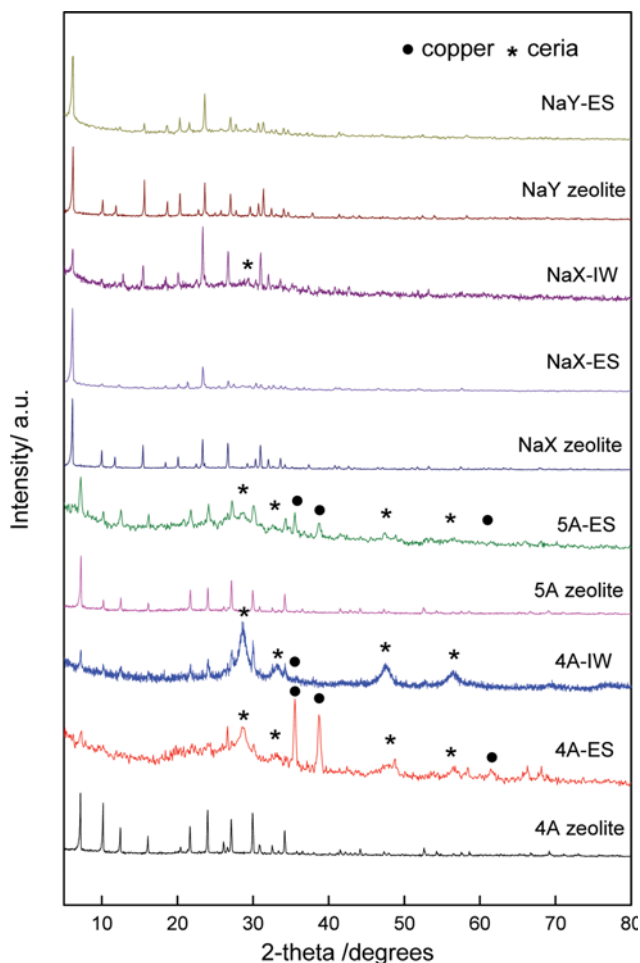 ● copper * ceria
NaY-ES
NaY zeolite
*
NaX-IW
NaX-ES
NaX zeolite
* * ● ● * * ●
5A-ES
5A zeolite
* * ● * *
4A-IW
* * ● ● * * ●
4A-ES
4A zeolite
Intensity/ a.u.
10 20 30 40 50 60 70 80
2-theta /degrees